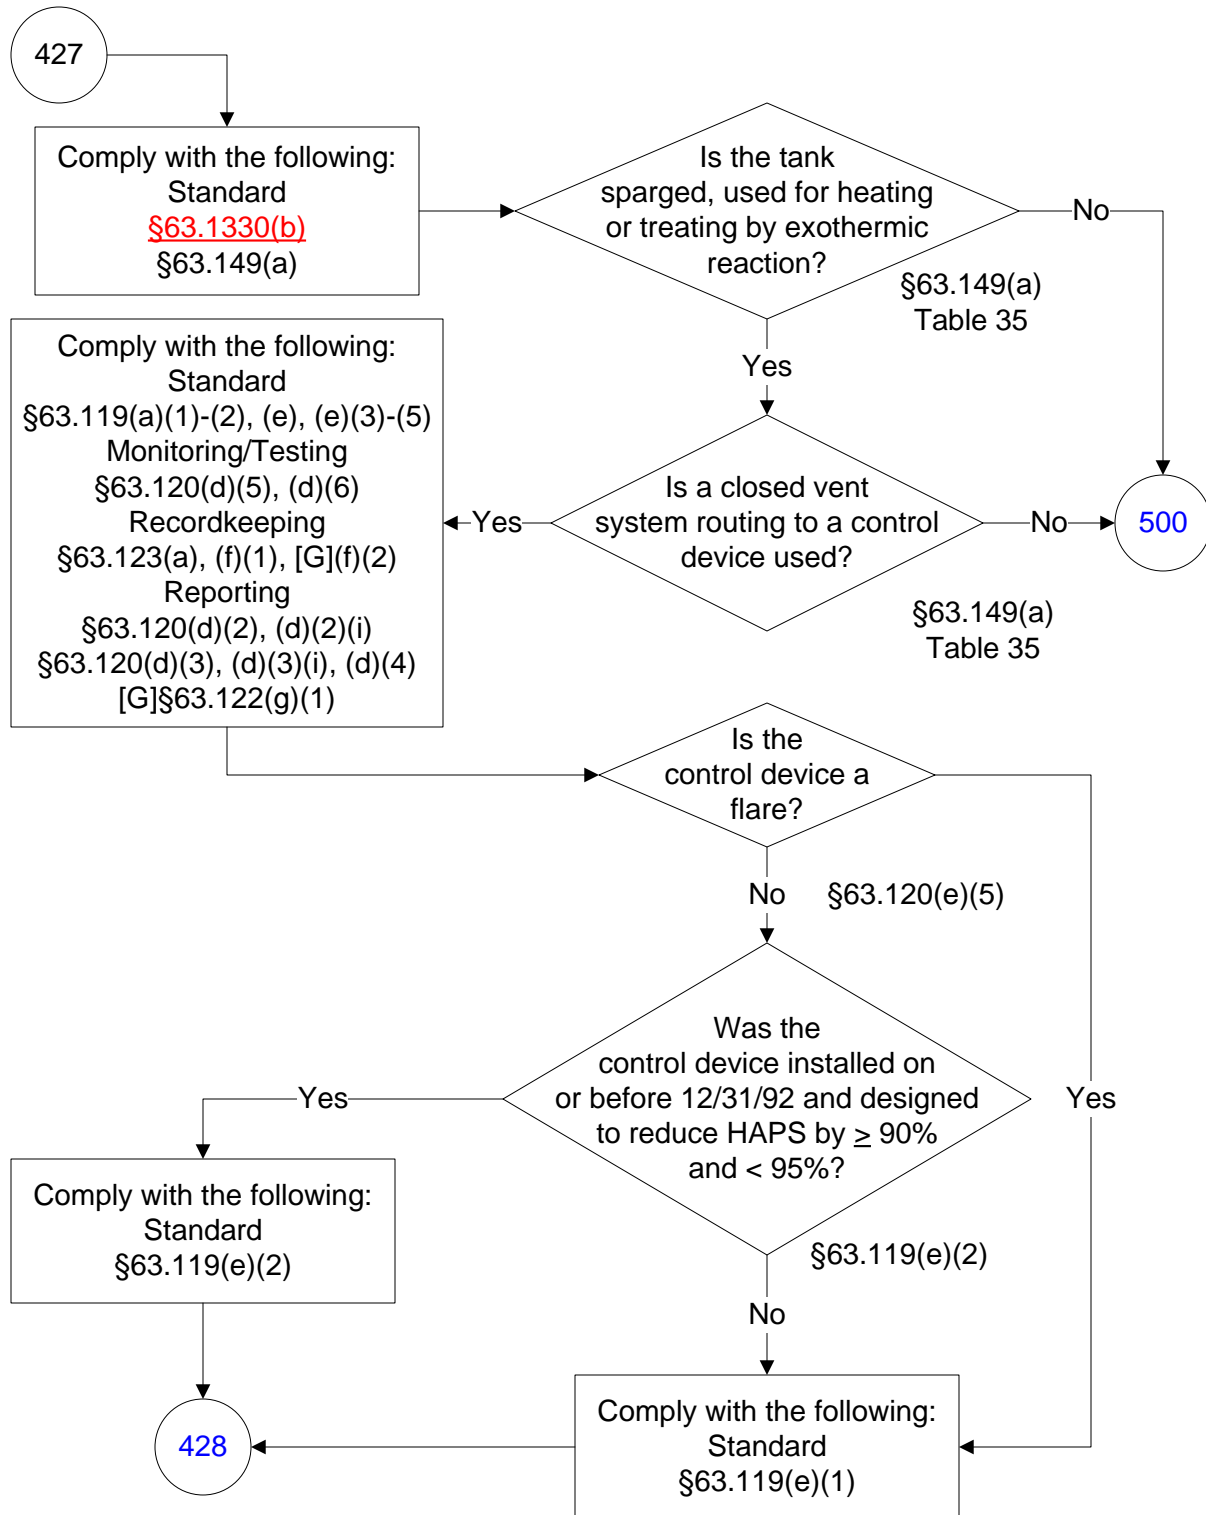 427
Comply with the following:
Standard
§63.1330(b)
§63.149(a)
Is the tank
sparged, used for heating
or treating by exothermic
reaction?
No
§63.149(a)
Table 35
Yes
Comply with the following:
Standard
§63.119(a)(1)-(2), (e), (e)(3)-(5)
Monitoring/Testing
§63.120(d)(5), (d)(6)
Recordkeeping
§63.123(a), (f)(1), [G](f)(2)
Reporting
§63.120(d)(2), (d)(2)(i)
§63.120(d)(3), (d)(3)(i), (d)(4)
[G]§63.122(g)(1)
Yes
Is a closed vent
system routing to a control
device used?
No
500
§63.149(a)
Table 35
Is the
control device a
flare?
No
§63.120(e)(5)
Yes
Was the
control device installed on
or before 12/31/92 and designed
to reduce HAPS by ≥ 90%
and < 95%?
Yes
§63.119(e)(2)
No
Comply with the following:
Standard
§63.119(e)(2)
428
Comply with the following:
Standard
§63.119(e)(1)